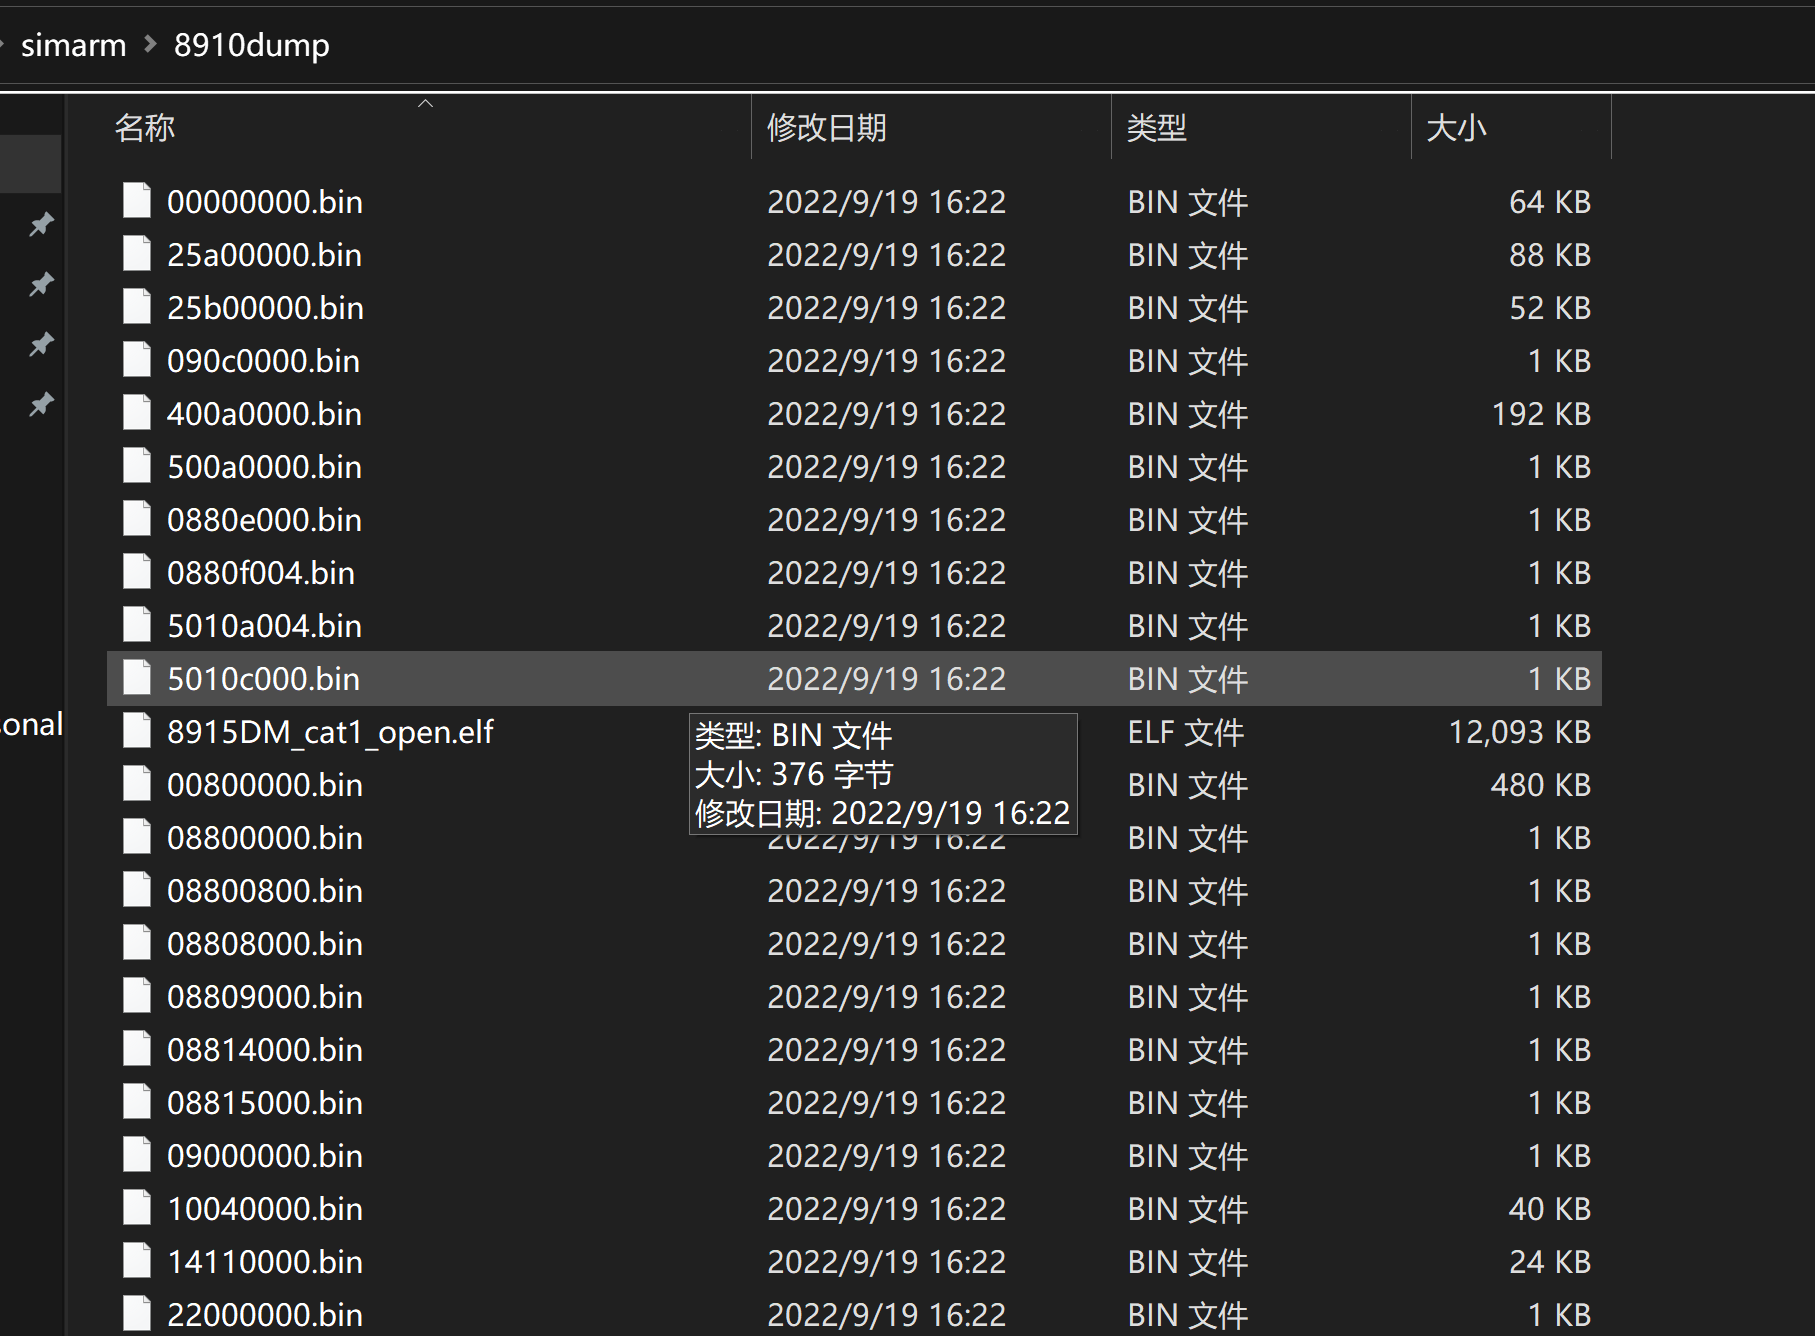 simarm > 8910dump
名称 修改日期 类型 大小
00000000.bin 2022/9/19 16:22 BIN 文件 64 KB
25a00000.bin 2022/9/19 16:22 BIN 文件 88 KB
25b00000.bin 2022/9/19 16:22 BIN 文件 52 KB
090c0000.bin 2022/9/19 16:22 BIN 文件 1 KB
400a0000.bin 2022/9/19 16:22 BIN 文件 192 KB
500a0000.bin 2022/9/19 16:22 BIN 文件 1 KB
0880e000.bin 2022/9/19 16:22 BIN 文件 1 KB
0880f004.bin 2022/9/19 16:22 BIN 文件 1 KB
5010a004.bin 2022/9/19 16:22 BIN 文件 1 KB
5010c000.bin 2022/9/19 16:22 BIN 文件 1 KB
onal
8915DM_cat1_open.elf ELF 文件 12,093 KB
类型: BIN 文件
大小: 376 字节
修改日期: 2022/9/19 16:22
00800000.bin BIN 文件 480 KB
08800000.bin 2022/9/19 16:22 BIN 文件 1 KB
08800800.bin 2022/9/19 16:22 BIN 文件 1 KB
08808000.bin 2022/9/19 16:22 BIN 文件 1 KB
08809000.bin 2022/9/19 16:22 BIN 文件 1 KB
08814000.bin 2022/9/19 16:22 BIN 文件 1 KB
08815000.bin 2022/9/19 16:22 BIN 文件 1 KB
09000000.bin 2022/9/19 16:22 BIN 文件 1 KB
10040000.bin 2022/9/19 16:22 BIN 文件 40 KB
14110000.bin 2022/9/19 16:22 BIN 文件 24 KB
22000000.bin 2022/9/19 16:22 BIN 文件 1 KB